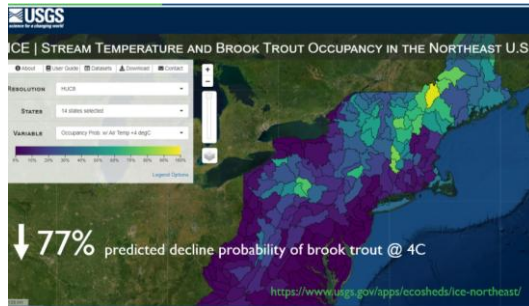 USGS
science for a changing world
ICE | STREAM TEMPERATURE AND BROOK TROUT OCCUPANCY IN THE NORTHEAST U.S
About User Guide Datasets Download Contact
RESOLUTION HUC8
STATES 14 states selected
VARIABLE Occupancy Prob. w/ Air Temp +4 degC
0% 10% 20% 30% 40% 50% 60% 70% 80% 90% 100%
Legend Options
77% predicted decline probability of brook trout @ 4C
https://www.usgs.gov/apps/ecosheds/ice-northeast/